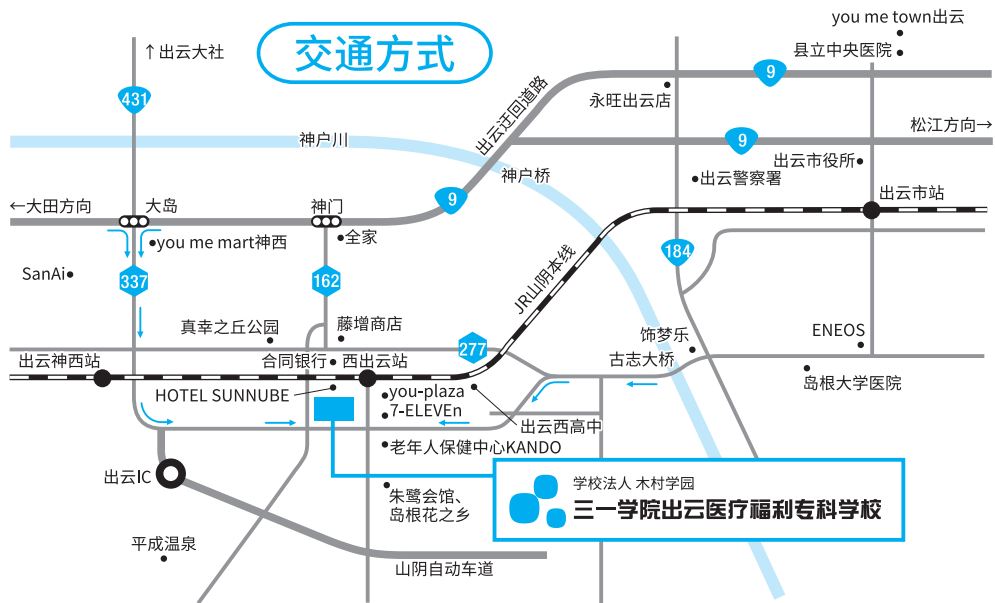 you me town出云
↑出云大社
交通方式
县立中央医院
9
431
永旺出云店
出云迂回道路
松江方向→
神户川
9
出云市役所
神户桥
出云警察署
9
出云市站
←大田方向
大岛
神门
you me mart神西
全家
184
SanAi
337
162
JR山阴本线
真幸之丘公园
藤增商店
饰梦乐
ENEOS
277
出云神西站
合同银行
西出云站
古志大桥
岛根大学医院
HOTEL SUNNUBE
you-plaza
7-ELEVEn
出云西高中
老年人保健中心KANDO
出云IC
学校法人 木村学园
三一学院出云医疗福利专科学校
朱鹭会馆、
岛根花之乡
平成温泉
山阴自动车道